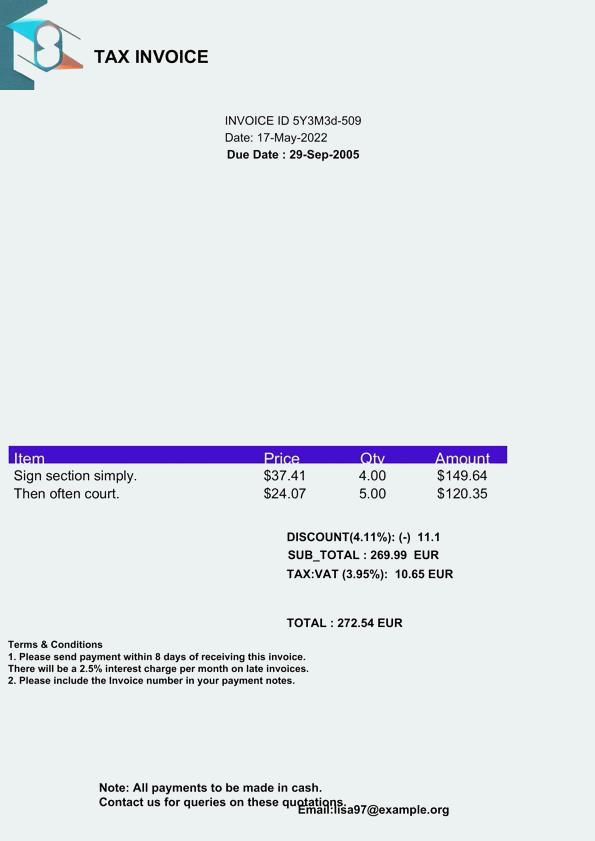 TAX INVOICE
INVOICE ID 5Y3M3d-509
Date: 17-May-2022
Due Date : 29-Sep-2005
Item Price Qty Amount
Sign section simply. $37.41 4.00 $149.64
Then often court. $24.07 5.00 $120.35
DISCOUNT(4.11%): (-) 11.1
SUB_TOTAL : 269.99 EUR
TAX:VAT (3.95%): 10.65 EUR
TOTAL : 272.54 EUR
Terms & Conditions
1. Please send payment within 8 days of receiving this invoice.
There will be a 2.5% interest charge per month on late invoices.
2. Please include the Invoice number in your payment notes.
Note: All payments to be made in cash.
Contact us for queries on these quotations.
Email:lisa97@example.org